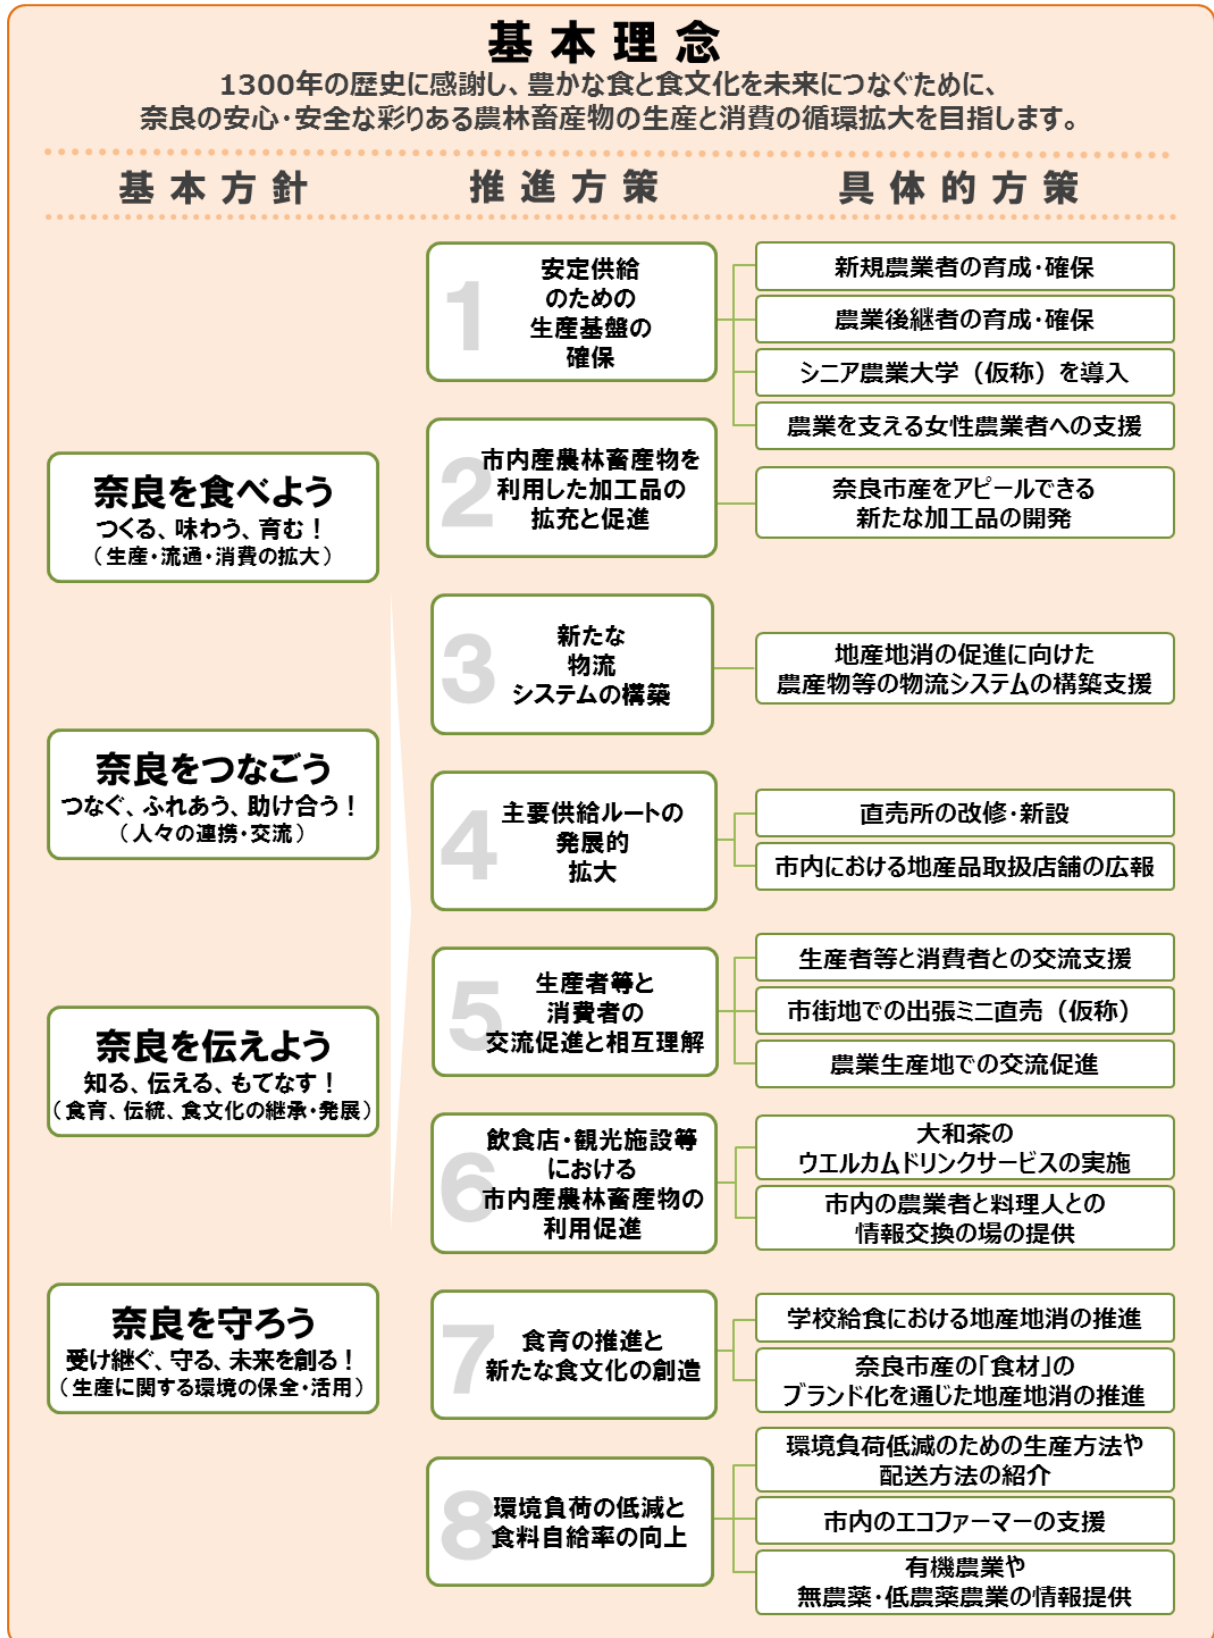 基本理念
1300年の歴史に感謝し、豊かな食と食文化を未来につなぐために、
奈良の安心・安全な彩りある農林畜産物の生産と消費の循環拡大を目指します。
基本方針
推進方策
具体的方策
奈良を食べよう
つくる、味わう、育む！
（生産・流通・消費の拡大）
奈良をつなごう
つなぐ、ふれあう、助け合う！
（人々の連携・交流）
奈良を伝えよう
知る、伝える、もてなす！
（食育、伝統、食文化の継承・発展）
奈良を守ろう
受け継ぐ、守る、未来を創る！
（生産に関する環境の保全・活用）
1
安定供給
のための
生産基盤の
確保
新規農業者の育成・確保
農業後継者の育成・確保
シニア農業大学（仮称）を導入
農業を支える女性農業者への支援
2
市内産農林畜産物を
利用した加工品の
拡充と促進
奈良市産をアピールできる
新たな加工品の開発
3
新たな
物流
システムの構築
地産地消の促進に向けた
農産物等の物流システムの構築支援
4
主要供給ルートの
発展的
拡大
直売所の改修・新設
市内における地産品取扱店舗の広報
5
生産者等と
消費者の
交流促進と相互理解
生産者等と消費者との交流支援
市街地での出張ミニ直売（仮称）
農業生産地での交流促進
6
飲食店・観光施設等
における
市内産農林畜産物の
利用促進
大和茶の
ウエルカムドリンクサービスの実施
市内の農業者と料理人との
情報交換の場の提供
7
食育の推進と
新たな食文化の創造
学校給食における地産地消の推進
奈良市産の「食材」の
ブランド化を通じた地産地消の推進
8
環境負荷の低減と
食料自給率の向上
環境負荷低減のための生産方法や
配送方法の紹介
市内のエコファーマーの支援
有機農業や
無農薬・低農薬農業の情報提供